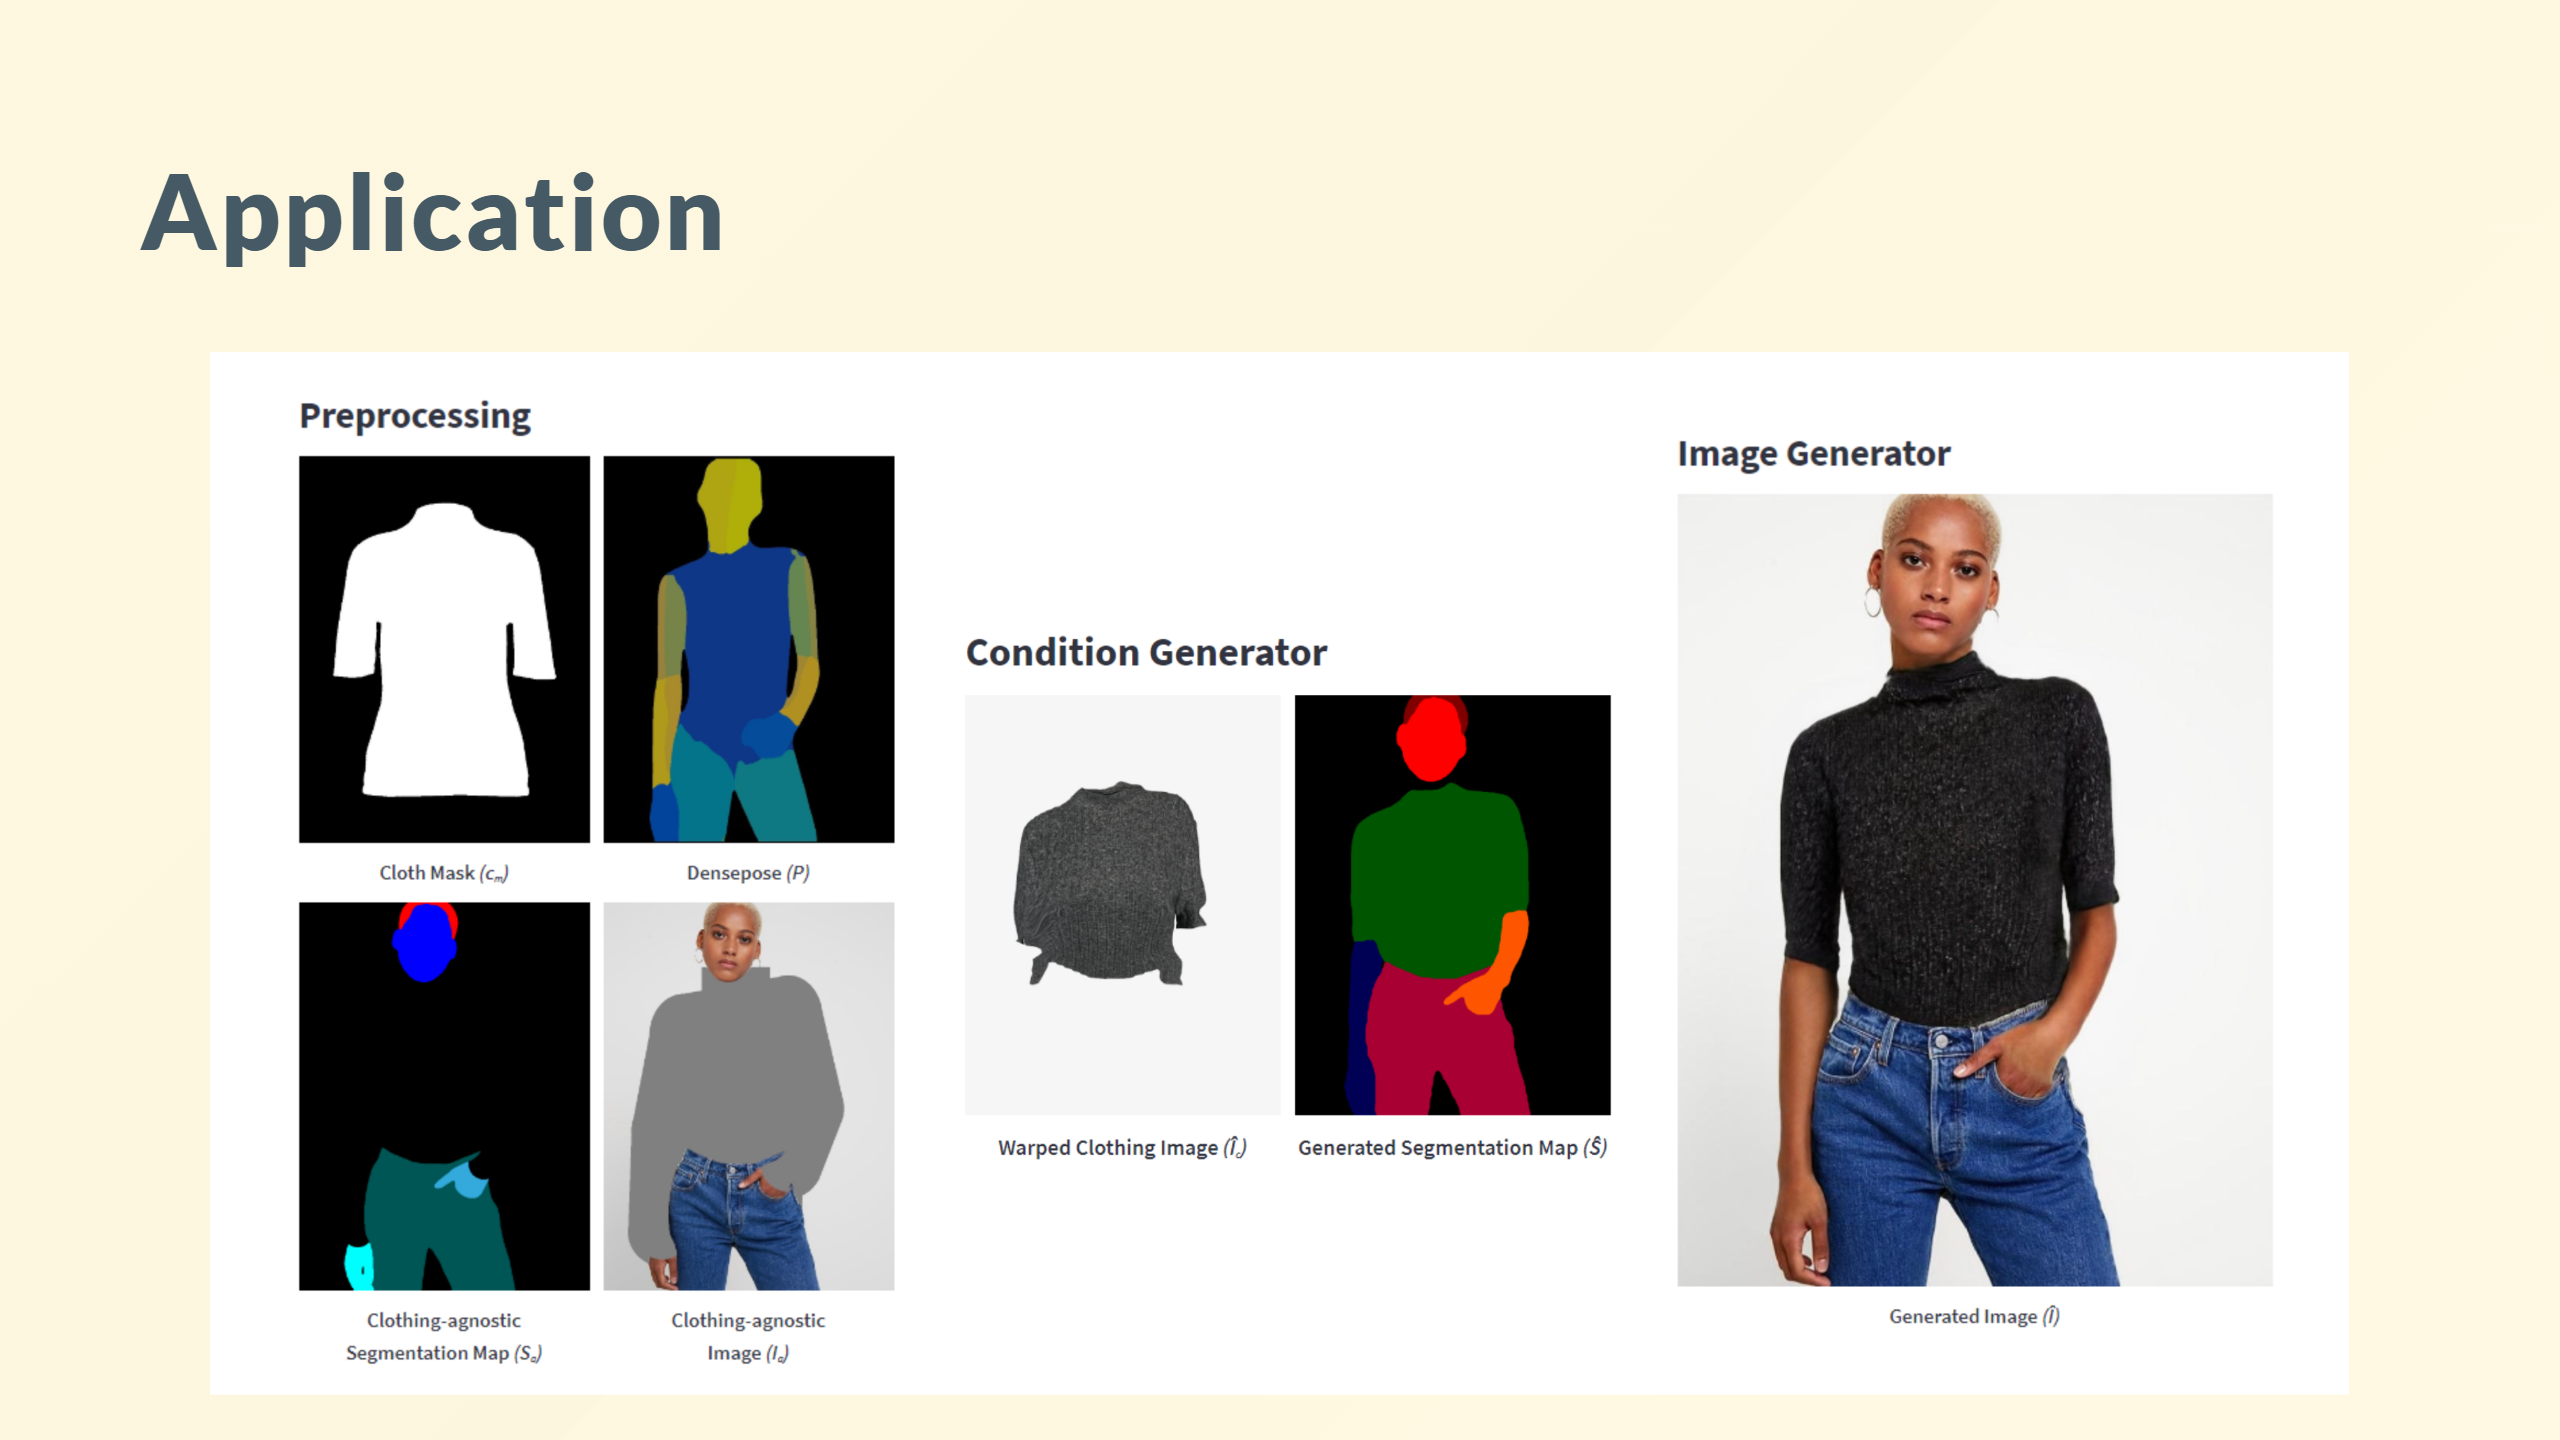 Application
Preprocessing
Cloth Mask (cₘ)
Densepose (P)
Clothing-agnostic
Segmentation Map (Sₐ)
Clothing-agnostic
Image (Iₐ)
Condition Generator
Warped Clothing Image (Î꜀)
Generated Segmentation Map (Ŝ)
Image Generator
Generated Image (Î)